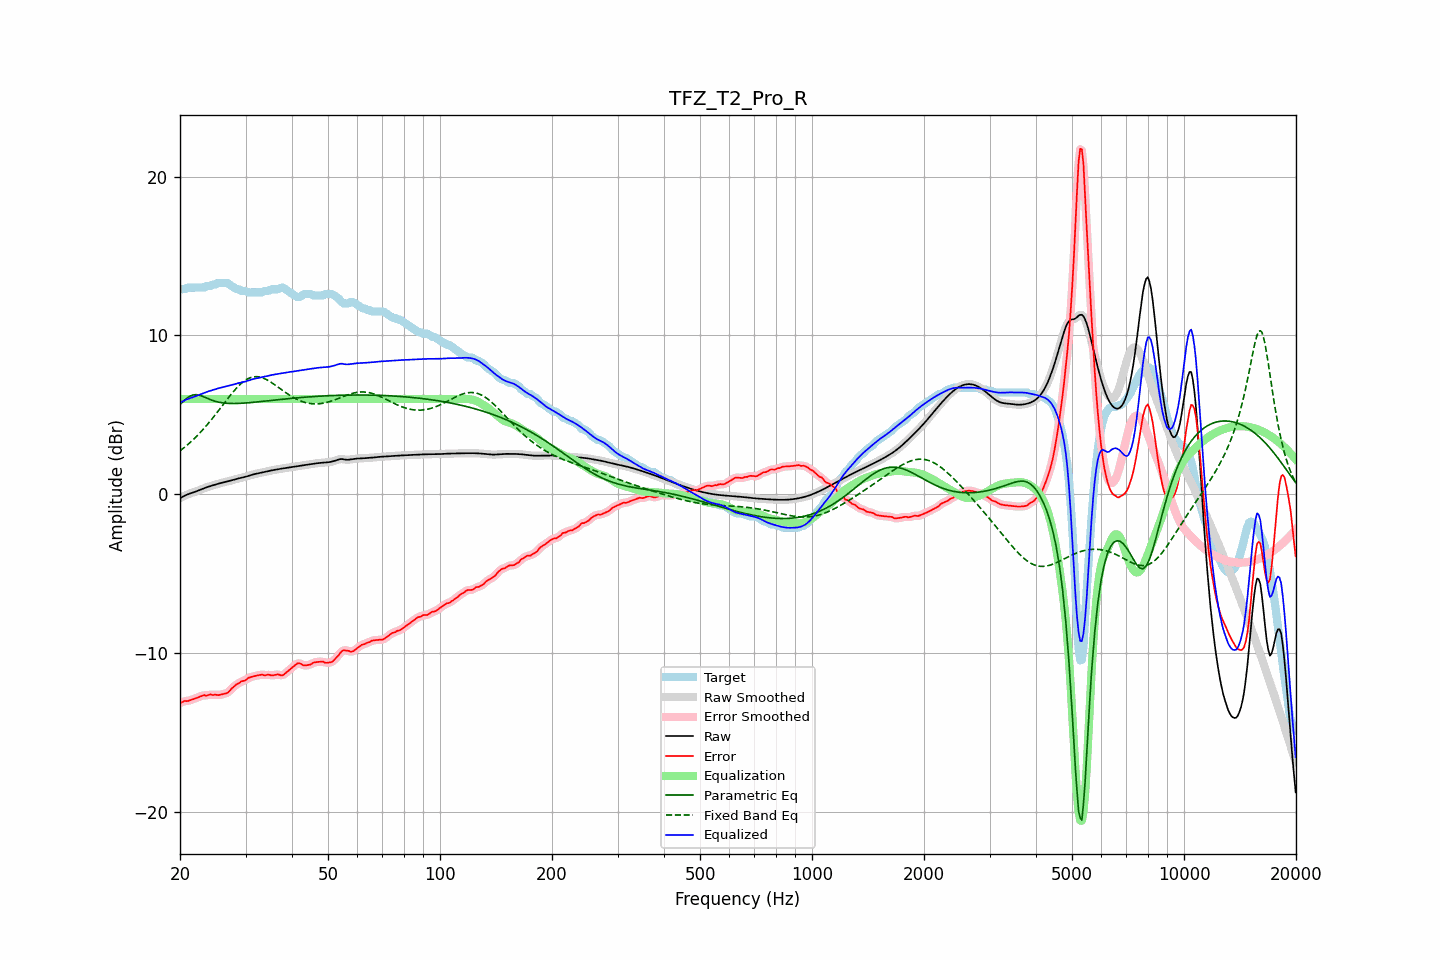 TFZ_T2_Pro_R
Amplitude (dBr)
20
10
0
−10
−20
Target
Raw Smoothed
Error Smoothed
Raw
Error
Equalization
Parametric Eq
Fixed Band Eq
Equalized
20 50 100 200 500 1000 2000 5000 10000 20000
Frequency (Hz)